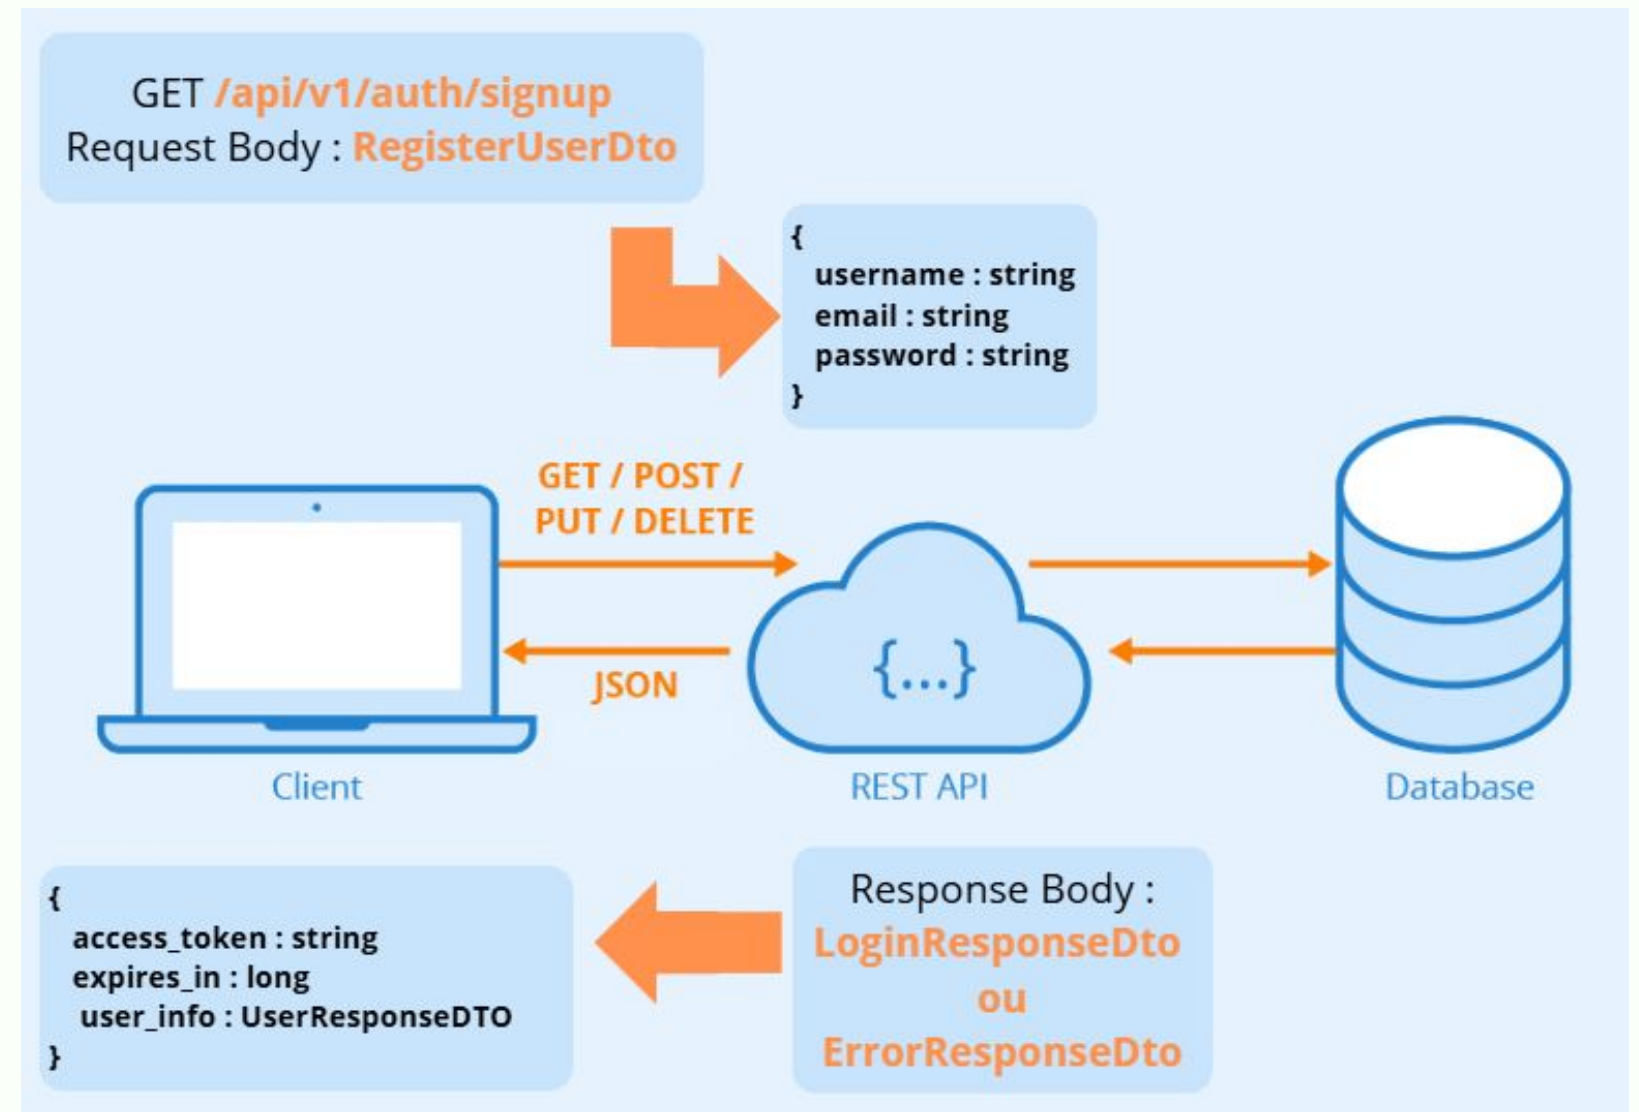 GET /api/v1/auth/signup
Request Body : RegisterUserDto
{
username : string
email : string
password : string
}
GET / POST /
PUT / DELETE
{...}
JSON
Client
REST API
Database
{
access_token : string
expires_in : long
user_info : UserResponseDTO
}
Response Body :
LoginResponseDto
ou
ErrorResponseDto